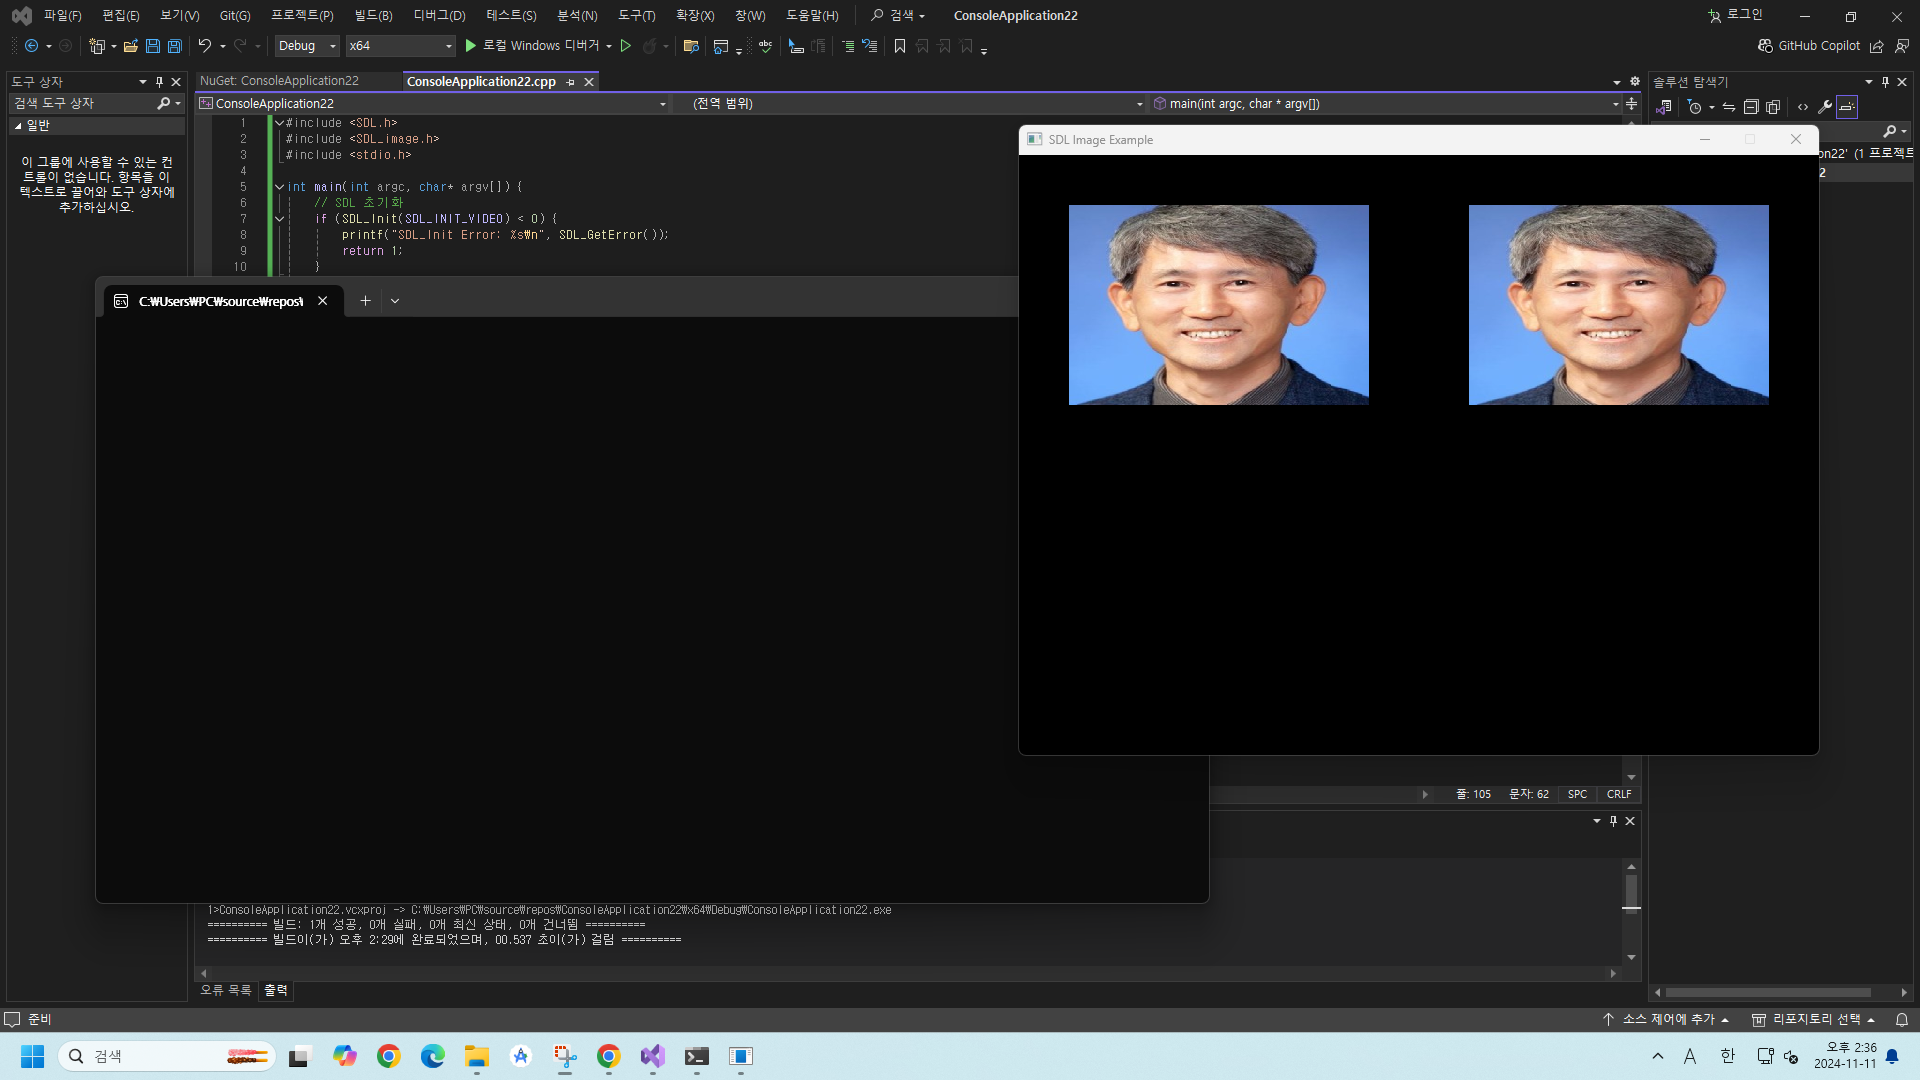 파일(F) 편집(E) 보기(V) Git(G) 프로젝트(P) 빌드(B) 디버그(D) 테스트(S) 분석(N) 도구(T) 확장(X) 창(W) 도움말(H) 검색 ConsoleApplication22 로그인
Debug x64 로컬 Windows 디버거 GitHub Copilot
도구 상자
검색 도구 상자
일반
이 그룹에 사용할 수 있는 컨
트롤이 없습니다. 항목을 이
텍스트로 끌어와 도구 상자에
추가하십시오.
NuGet: ConsoleApplication22 ConsoleApplication22.cpp
ConsoleApplication22 (전역 범위) main(int argc, char * argv[])
1 #include <SDL.h>
2 #include <SDL_image.h>
3 #include <stdio.h>
4
5 int main(int argc, char* argv[]) {
6 // SDL 초기화
7 if (SDL_Init(SDL_INIT_VIDEO) < 0) {
8 printf("SDL_Init Error: %s₩n", SDL_GetError());
9 return 1;
10 }
솔루션 탐색기
on22' (1 프로젝트
2
C:₩Users₩PC₩source₩repos₩
SDL Image Example
줄: 105 문자: 62 SPC CRLF
1>ConsoleApplication22.vcxproj -> C:₩Users₩PC₩source₩repos₩ConsoleApplication22₩x64₩Debug₩ConsoleApplication22.exe
========== 빌드: 1개 성공, 0개 실패, 0개 최신 상태, 0개 건너뜀 ==========
========== 빌드이(가) 오후 2:29에 완료되었으며, 00.537 초이(가) 걸림 ==========
오류 목록 출력
준비 소스 제어에 추가 리포지토리 선택
검색 A 한 오후 2:36
2024-11-11